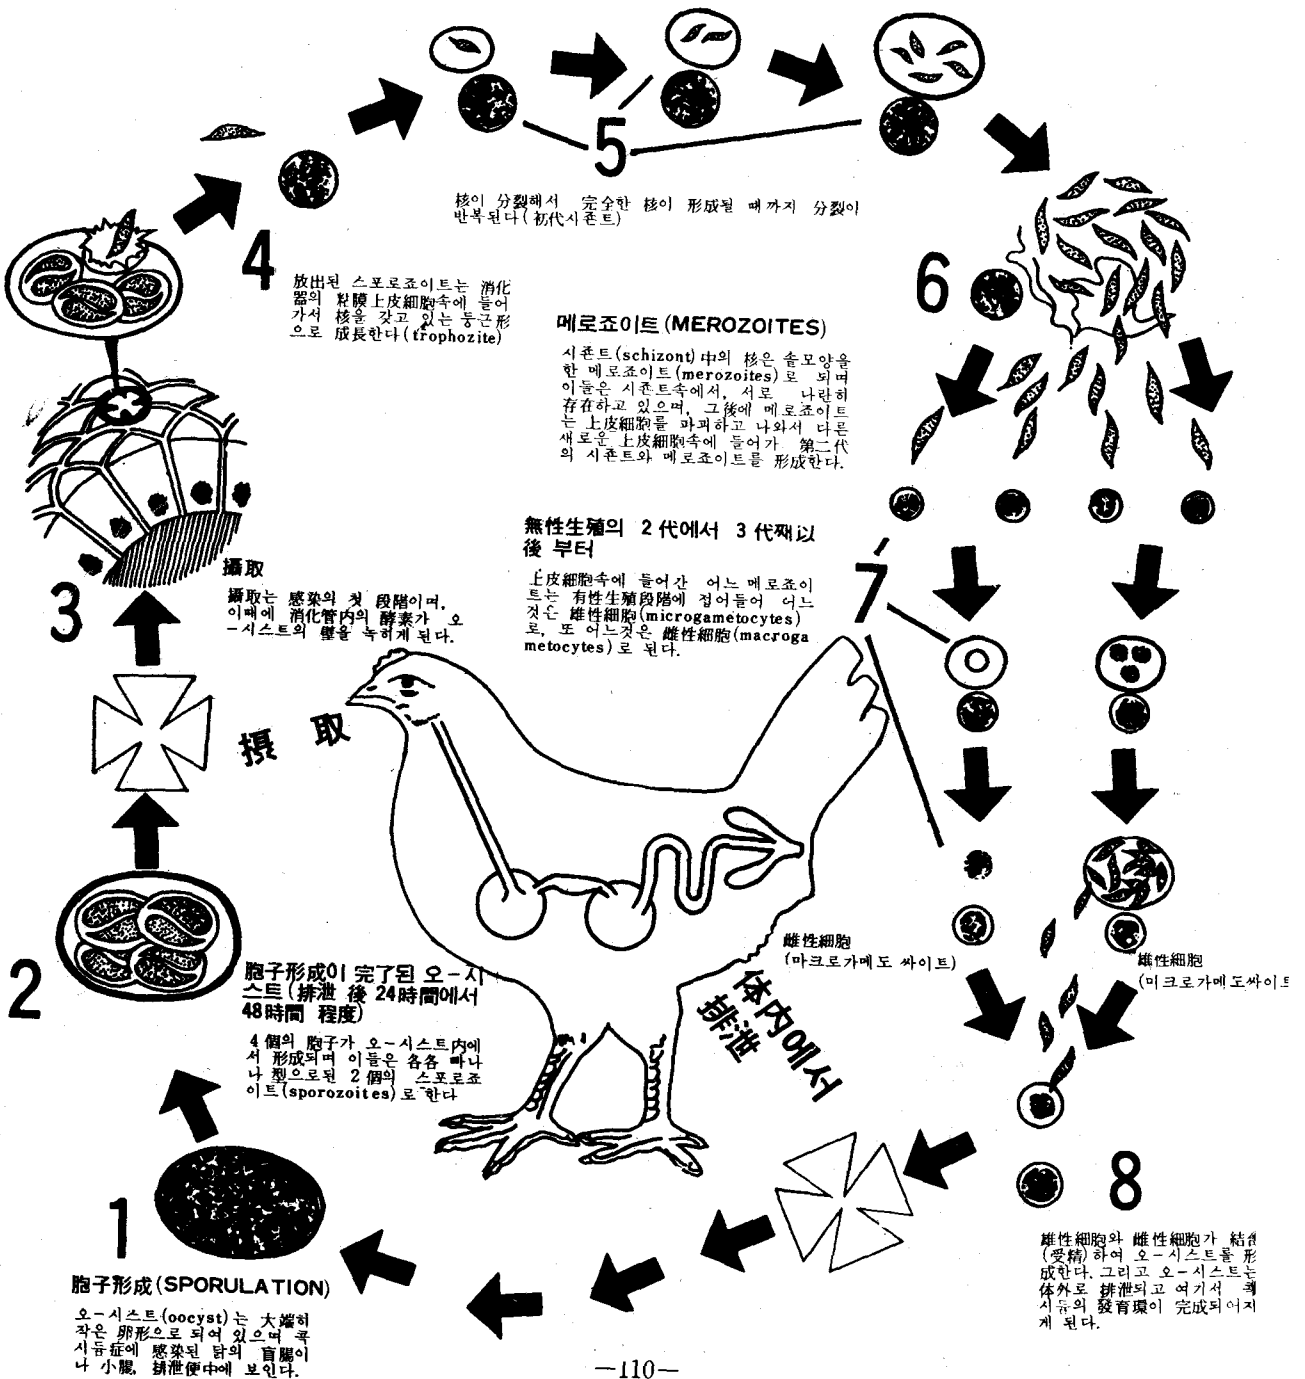 5
核이 分裂해서 完全한 核이 形成될 때까지 分裂이
반복된다(初代시죤트)
4
放出된 스포로죠이트는 消化
器의 粘膜上皮細胞속에 들어
가서 核을 갖고 있는 둥근形
으로 成長한다(trophozite)
6
메로죠이트(MEROZOITES)
시죤트(schizont)中의 核은 솔모양을
한 메로죠이트(merozoites)로 되며
이들은 시죤트속에서, 서로 나란히
存在하고 있으며, 그後에 메로죠이트
는 上皮細胞를 파괴하고 나와서 다른
새로운 上皮細胞속에 들어가 第二代
의 시죤트와 메로죠이트를 形成한다.
無性生殖의 2代에서 3代째以
後 부터
上皮細胞속에 들어간 어느 메로죠이
트는 有性生殖段階에 접어들어 어느
것은 雄性細胞(microgametocytes)
로, 또 어느것은 雌性細胞(macroga
metocytes)로 된다.
7
3
攝取
攝取는 感染의 첫 段階이며,
이때에 消化管内의 酵素가 오
-시스트의 壁을 녹히게 된다.
摂取
2
胞子形成이 完了된 오-시
스트(排泄 後 24時間에서
48時間 程度)
4個의 胞子가 오-시스트内에
서 形成되며 이들은 各各 빠나
나 型으로된 2個의 스포로죠
이트(sporozoites)로 한다
雌性細胞
(마크로가메도 싸이트)
雄性細胞
(미크로가메도싸이트
体内에서
排泄
1
胞子形成(SPORULATION)
오-시스트(oocyst)는 大端히
작은 卵形으로 되여 있으며 콕
시듐症에 感染된 닭의 盲腸이
나 小腸, 排泄便中에 보인다.
8
雄性細胞와 雌性細胞가 結合
(受精)하여 오-시스트를 形
成한다. 그리고 오-시스트는
体外로 排泄되고 여기서 콕
시듐의 發育環이 完成되어지
게 된다.
—110—